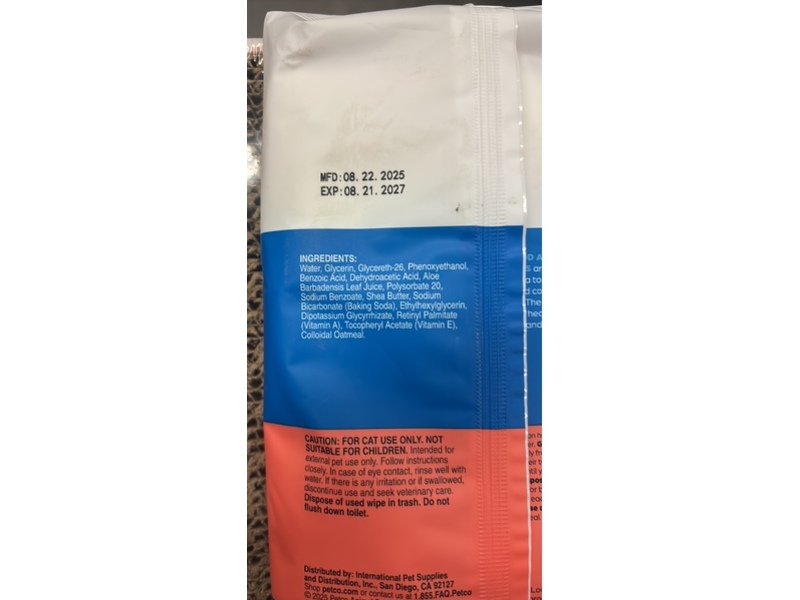 MFD:08. 22. 2025
EXP:08. 21. 2027
INGREDIENTS:
Water, Glycerin, Glycereth-26, Phenoxyethanol,
Benzoic Acid, Dehydroacetic Acid, Aloe
Barbadensis Leaf Juice, Polysorbate 20,
Sodium Benzoate, Shea Butter, Sodium
Bicarbonate (Baking Soda), Ethylhexylglycerin,
Dipotassium Glycyrrhizate, Retinyl Palmitate
(Vitamin A), Tocopheryl Acetate (Vitamin E),
Colloidal Oatmeal.
CAUTION: FOR CAT USE ONLY. NOT
SUITABLE FOR CHILDREN. Intended for
external pet use only. Follow instructions
closely. In case of eye contact, rinse well with
water. If there is any irritation or if swallowed,
discontinue use and seek veterinary care.
Dispose of used wipe in trash. Do not
flush down toilet.
Distributed by: International Pet Supplies
and Distribution, Inc., San Diego, CA 92127
Shop petco.com or contact us at 1.855.FAQ.Petco
© 2025 Petco